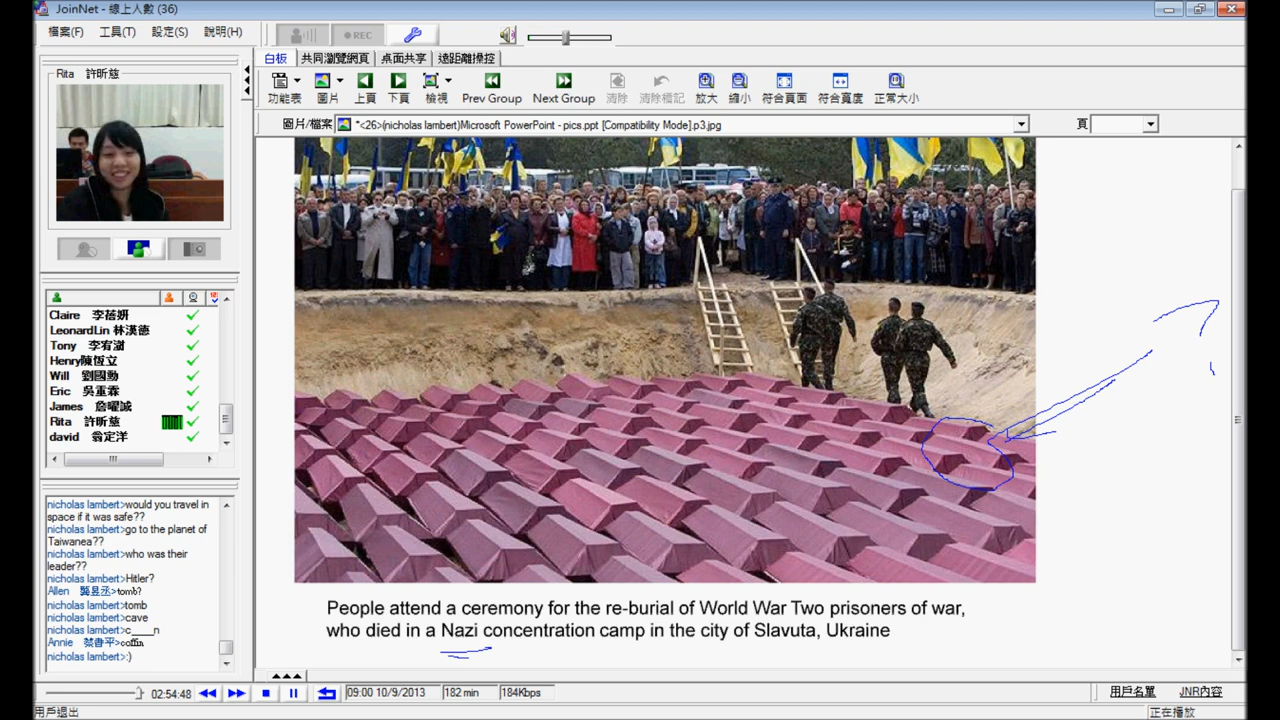 JoinNet - 線上人數 (36)
檔案(F) 工具(T) 設定(S) 說明(H)
REC
白板 共同瀏覽網頁 桌面共享 遠距離操控
功能表 圖片 上頁 下頁 檢視 Prev Group Next Group 清除 清除標記 放大 縮小 符合頁面 符合寬度 正常大小
圖片/檔案 *<26>(nicholas lambert)Microsoft PowerPoint - pics.ppt [Compatibility Mode].p3.jpg 頁
Rita 許昕慈
Claire 李蓓妍
LeonardLin 林漢德
Tony 李宥澍
Henry陳恆立
Will 劉國勳
Eric 吳重霖
James 詹曜誠
Rita 許昕慈
david 翁定洋
nicholas lambert>would you travel in
space if it was safe??
nicholas lambert>go to the planet of
Taiwanea??
nicholas lambert>who was their
leader??
nicholas lambert>Hitler?
Allen 龔昱丞>tomb?
nicholas lambert>tomb
nicholas lambert>cave
nicholas lambert>c____n
Annie 蔡書平>coffin
nicholas lambert>:)
People attend a ceremony for the re-burial of World War Two prisoners of war,
who died in a Nazi concentration camp in the city of Slavuta, Ukraine
02:54:48 09:00 10/9/2013 182 min 184Kbps 用戶名單 JNR內容
用戶退出 正在播放